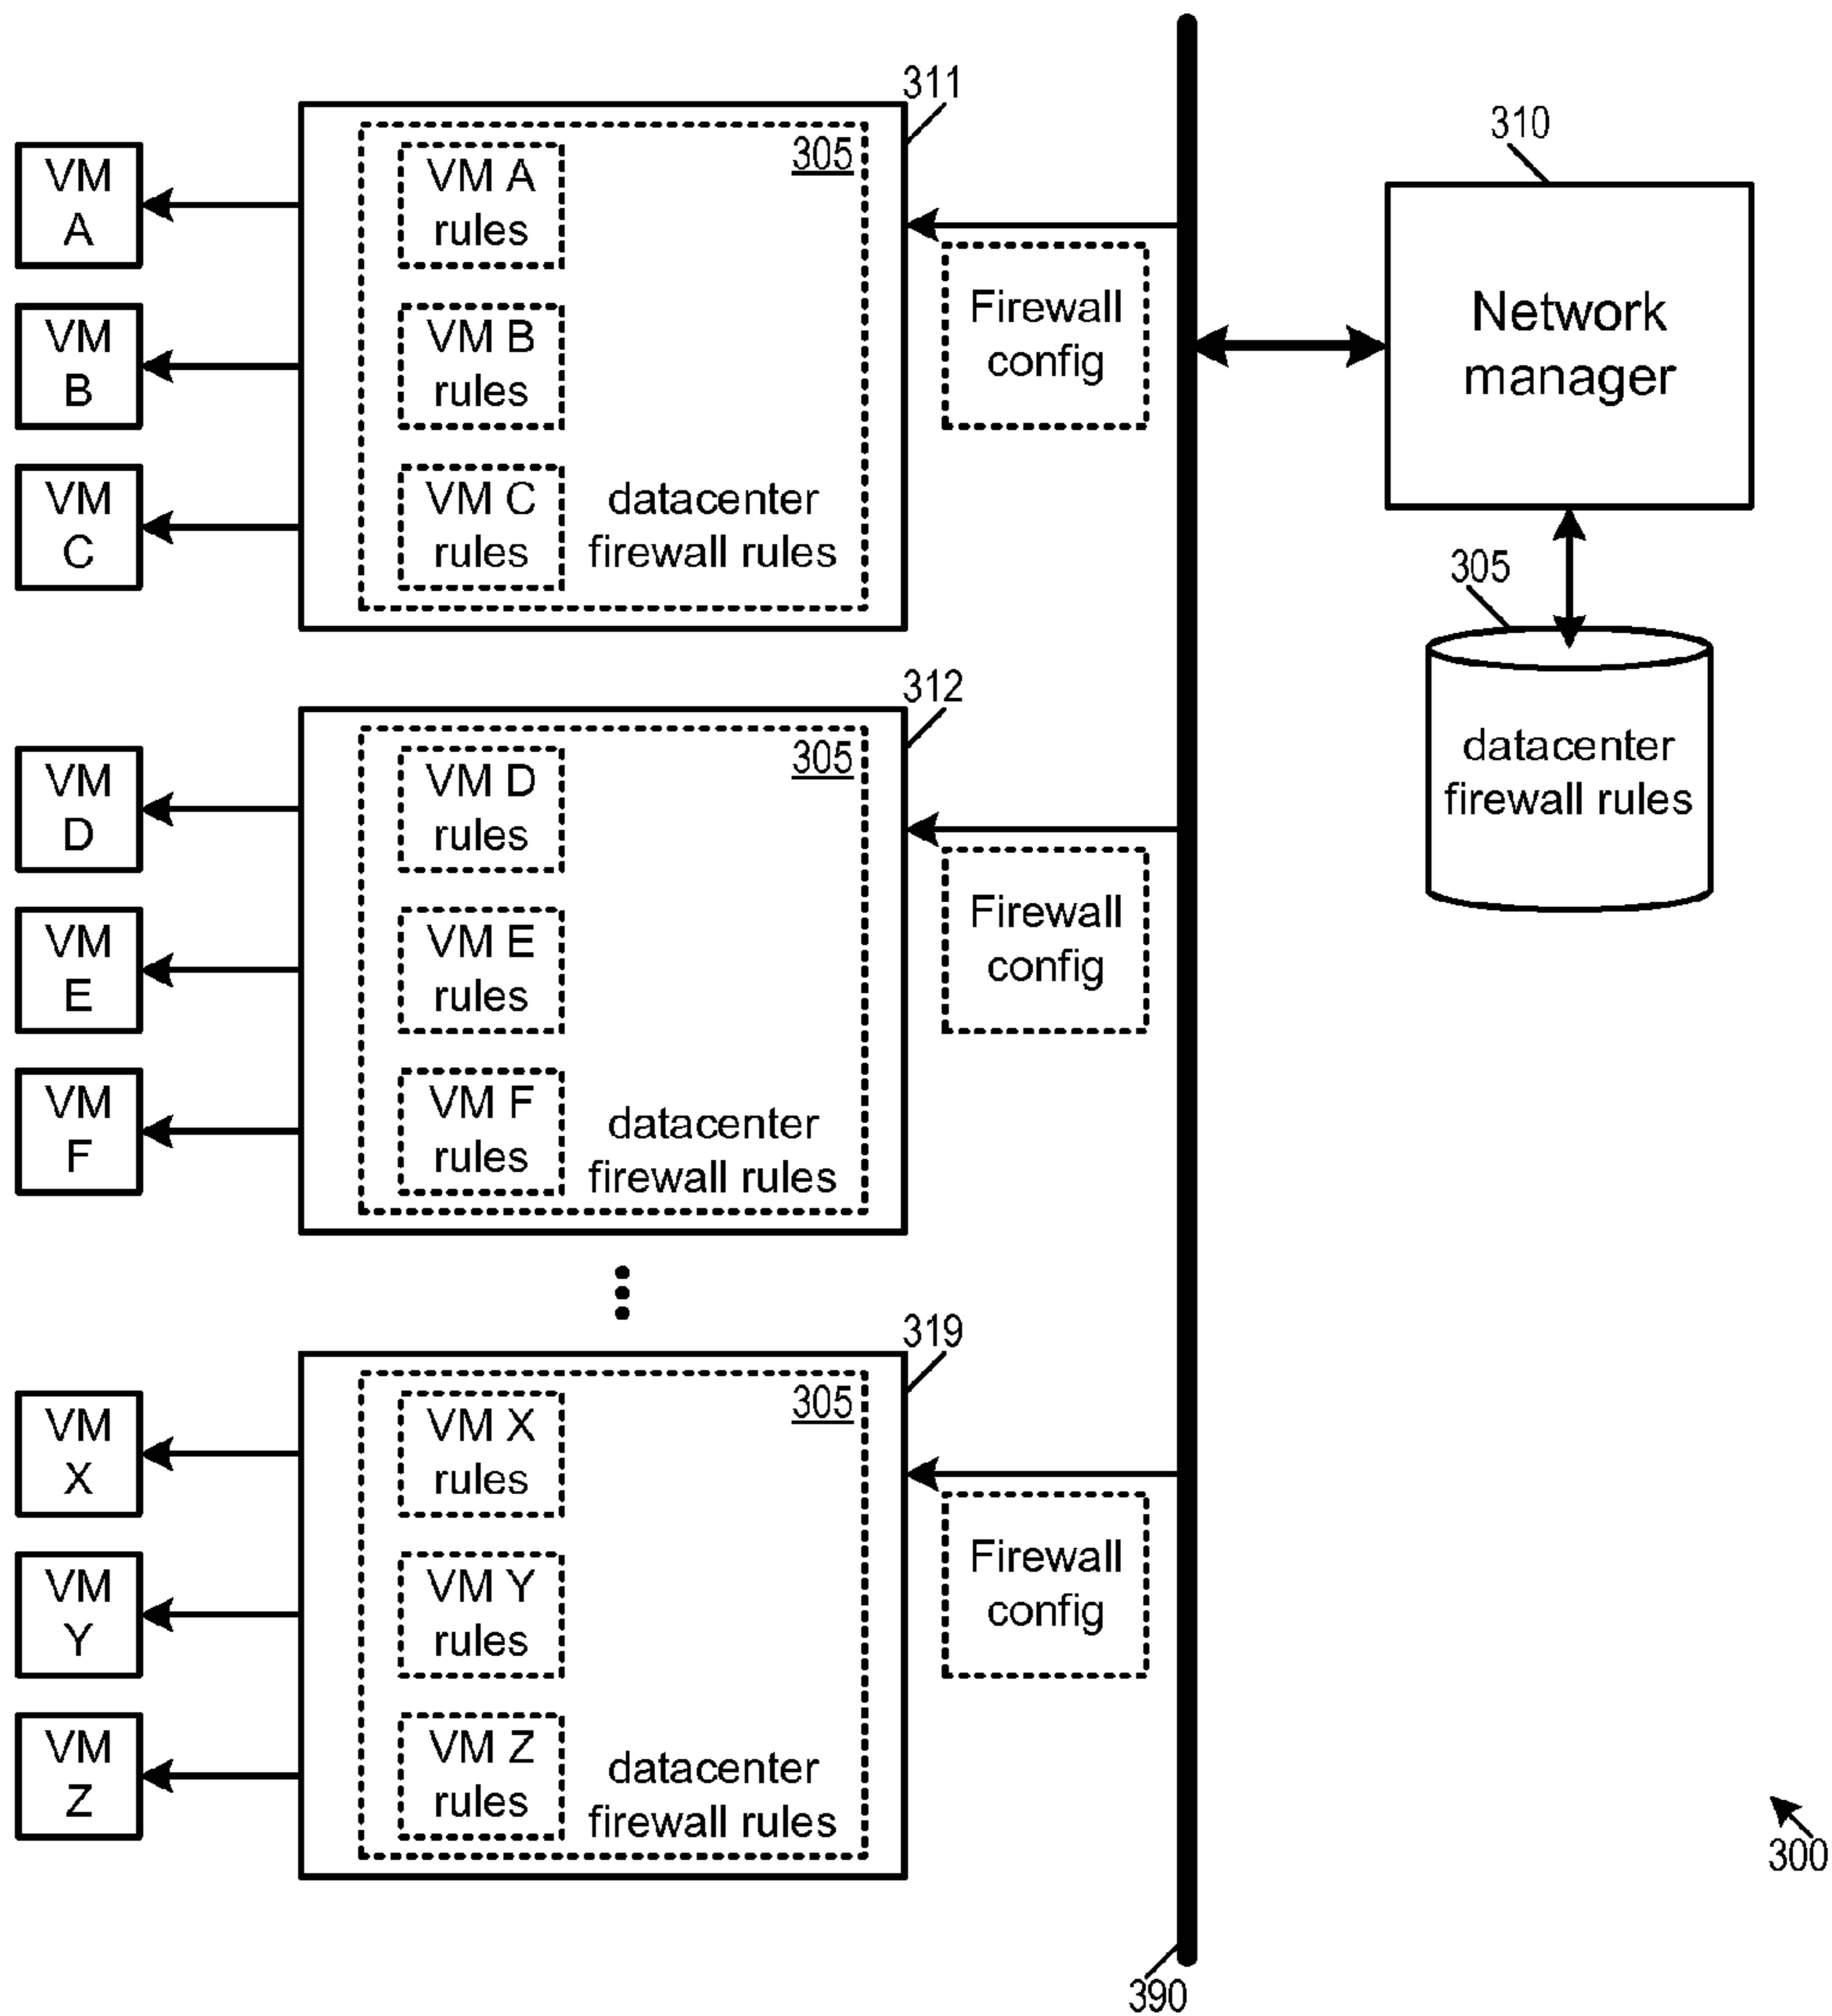 311
310
VM
A
305
VM A
rules
VM
B
VM B
rules
VM
C
VM C
rules
datacenter
firewall rules
Firewall
config
Network
manager
305
datacenter
firewall rules
312
VM
D
305
VM D
rules
VM
E
VM E
rules
VM
F
VM F
rules
datacenter
firewall rules
Firewall
config
319
VM
X
305
VM X
rules
VM
Y
VM Y
rules
VM
Z
VM Z
rules
datacenter
firewall rules
Firewall
config
300
390